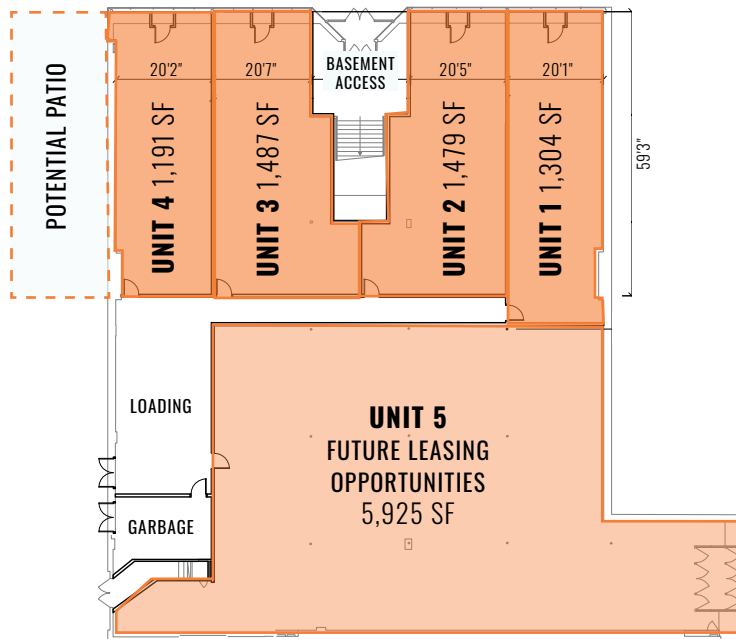 POTENTIAL PATIO
20'2"
UNIT 4 1,191 SF
20'7"
UNIT 3 1,487 SF
BASEMENT
ACCESS
20'5"
UNIT 2 1,479 SF
20'1"
UNIT 1 1,304 SF
59'3"
LOADING
GARBAGE
UNIT 5
FUTURE LEASING
OPPORTUNITIES
5,925 SF